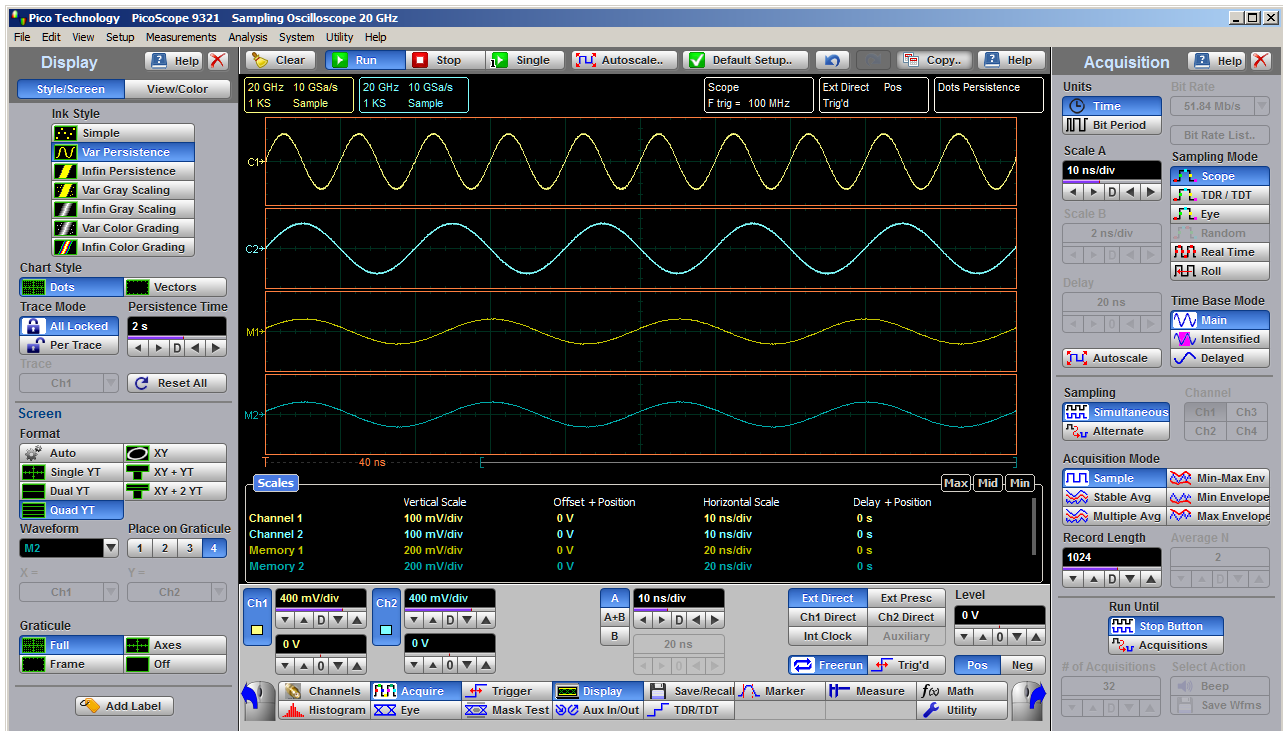 Pico Technology PicoScope 9321 Sampling Oscilloscope 20 GHz
File Edit View Setup Measurements Analysis System Utility Help
Display Help
Style/Screen View/Color
Ink Style
Simple
Var Persistence
Infin Persistence
Var Gray Scaling
Infin Gray Scaling
Var Color Grading
Infin Color Grading
Chart Style
Dots Vectors
Trace Mode Persistence Time
All Locked 2 s
Per Trace D
Trace
Ch1 Reset All
Screen
Format
Auto XY
Single YT XY + YT
Dual YT XY + 2 YT
Quad YT
Waveform Place on Graticule
M2 1 2 3 4
X = Y =
Ch1 Ch2
Graticule
Full Axes
Frame Off
Add Label
Clear Run Stop Single Autoscale.. Default Setup.. Copy.. Help
20 GHz 10 GSa/s
1 KS Sample
20 GHz 10 GSa/s
1 KS Sample
Scope
F trig = 100 MHz
Ext Direct Pos
Trig'd
Dots Persistence
C1
C2
M1
M2
T 40 ns
Scales Max Mid Min
Vertical Scale Offset + Position Horizontal Scale Delay + Position
Channel 1 100 mV/div 0 V 10 ns/div 0 s
Channel 2 100 mV/div 0 V 10 ns/div 0 s
Memory 1 200 mV/div 0 V 20 ns/div 0 s
Memory 2 200 mV/div 0 V 20 ns/div 0 s
Ch1 400 mV/div Ch2 400 mV/div A 10 ns/div Ext Direct Ext Presc Level
D D A+B D Ch1 Direct Ch2 Direct 0 V
0 V 0 V B 20 ns Int Clock Auxiliary 0
0 0 0 Freerun Trig'd Pos Neg
Channels Acquire Trigger Display Save/Recall Marker Measure f(x) Math
Histogram Eye Mask Test Aux In/Out TDR/TDT Utility
Acquisition Help
Units Bit Rate
Time 51.84 Mb/s
Bit Period Bit Rate List..
Scale A Sampling Mode
10 ns/div Scope
D TDR / TDT
Scale B Eye
2 ns/div Random
D Real Time
Roll
Delay
20 ns Time Base Mode
0 Main
Intensified
Autoscale Delayed
Sampling Channel
Simultaneous Ch1 Ch3
Alternate Ch2 Ch4
Acquisition Mode
Sample Min-Max Env
Stable Avg Min Envelope
Multiple Avg Max Envelope
Record Length Average N
1024 2
D D
Run Until
Stop Button
Acquisitions
# of Acquisitions Select Action
32 Beep
D Save Wfms